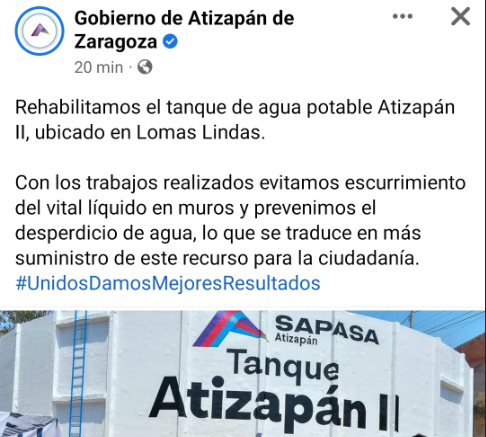 Gobierno de Atizapán de
Zaragoza
20 min ·
Rehabilitamos el tanque de agua potable Atizapán
II, ubicado en Lomas Lindas.
Con los trabajos realizados evitamos escurrimiento
del vital líquido en muros y prevenimos el
desperdicio de agua, lo que se traduce en más
suministro de este recurso para la ciudadanía.
#UnidosDamosMejoresResultados
SAPASA
Atizapán
Tanque
Atizapán II